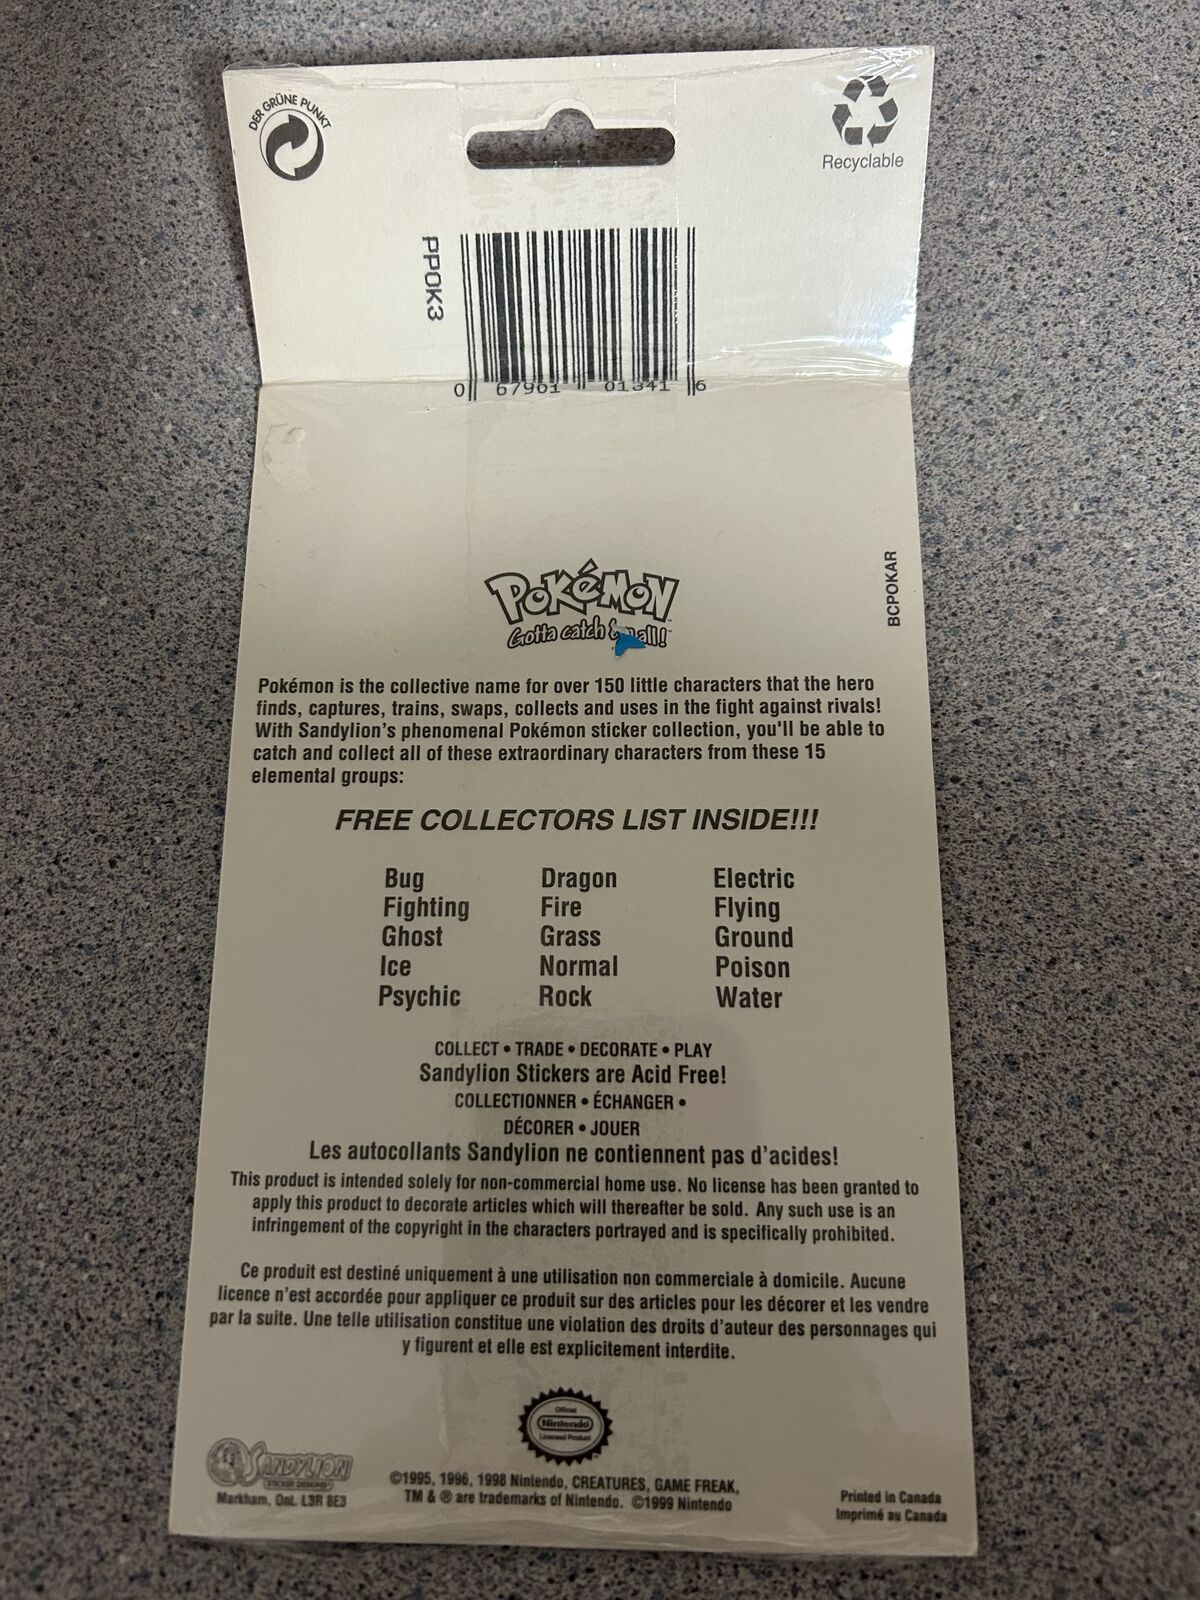 DER GRÜNE PUNKT
Recyclable
PPOK3
0 67901 01341 6
BCPOKAR
POKéMON
Gotta catch all!
Pokémon is the collective name for over 150 little characters that the hero
finds, captures, trains, swaps, collects and uses in the fight against rivals!
With Sandylion's phenomenal Pokémon sticker collection, you'll be able to
catch and collect all of these extraordinary characters from these 15
elemental groups:
FREE COLLECTORS LIST INSIDE!!!
Bug Dragon Electric
Fighting Fire Flying
Ghost Grass Ground
Ice Normal Poison
Psychic Rock Water
COLLECT • TRADE • DECORATE • PLAY
Sandylion Stickers are Acid Free!
COLLECTIONNER • ÉCHANGER •
DÉCORER • JOUER
Les autocollants Sandylion ne contiennent pas d'acides!
This product is intended solely for non-commercial home use. No license has been granted to
apply this product to decorate articles which will thereafter be sold. Any such use is an
infringement of the copyright in the characters portrayed and is specifically prohibited.
Ce produit est destiné uniquement à une utilisation non commerciale à domicile. Aucune
licence n'est accordée pour appliquer ce produit sur des articles pour les décorer et les vendre
par la suite. Une telle utilisation constitue une violation des droits d'auteur des personnages qui
y figurent et elle est explicitement interdite.
Official
Nintendo
Licensed Product
SANDYLION
STICKER DESIGNS
Markham, Ont. L3R 8E3
©1995, 1996, 1998 Nintendo, CREATURES, GAME FREAK,
TM & ® are trademarks of Nintendo. ©1999 Nintendo
Printed in Canada
Imprimé au Canada